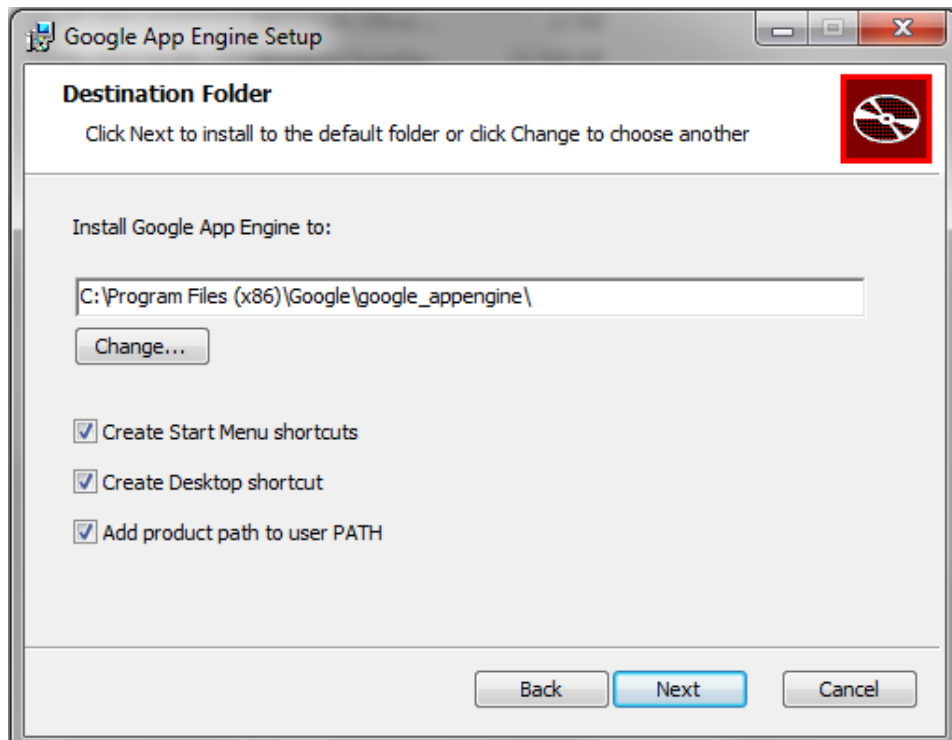 Google App Engine Setup
Destination Folder
Click Next to install to the default folder or click Change to choose another
Install Google App Engine to:
C:\Program Files (x86)\Google\google_appengine\
Change...
Create Start Menu shortcuts
Create Desktop shortcut
Add product path to user PATH
Back Next Cancel